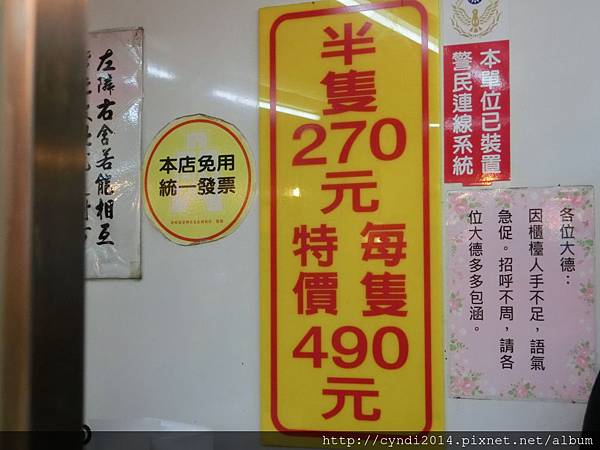 左隣右舍若能相互
本店免用
統一發票
半隻
270
元
每隻
特價
490
元
本單位已裝置
警民連線系統
各位大德：
因櫃檯人手不足，語氣
急促。招呼不周，請各
位大德多多包涵。
http://cyndi2014.pixnet.net/album